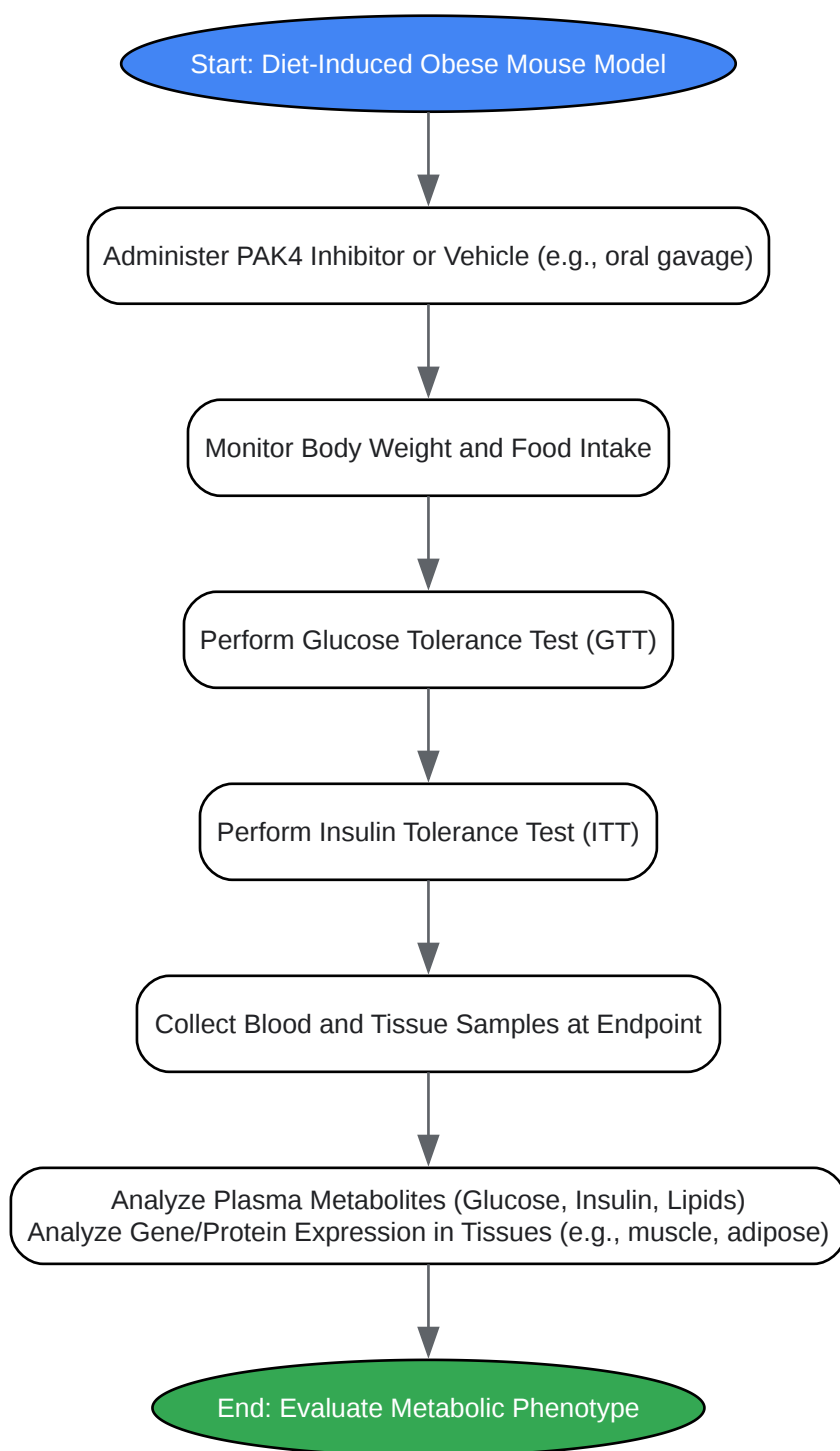 Start: Diet-Induced Obese Mouse Model
Administer PAK4 Inhibitor or Vehicle (e.g., oral gavage)
Monitor Body Weight and Food Intake
Perform Glucose Tolerance Test (GTT)
Perform Insulin Tolerance Test (ITT)
Collect Blood and Tissue Samples at Endpoint
Analyze Plasma Metabolites (Glucose, Insulin, Lipids)
Analyze Gene/Protein Expression in Tissues (e.g., muscle, adipose)
End: Evaluate Metabolic Phenotype